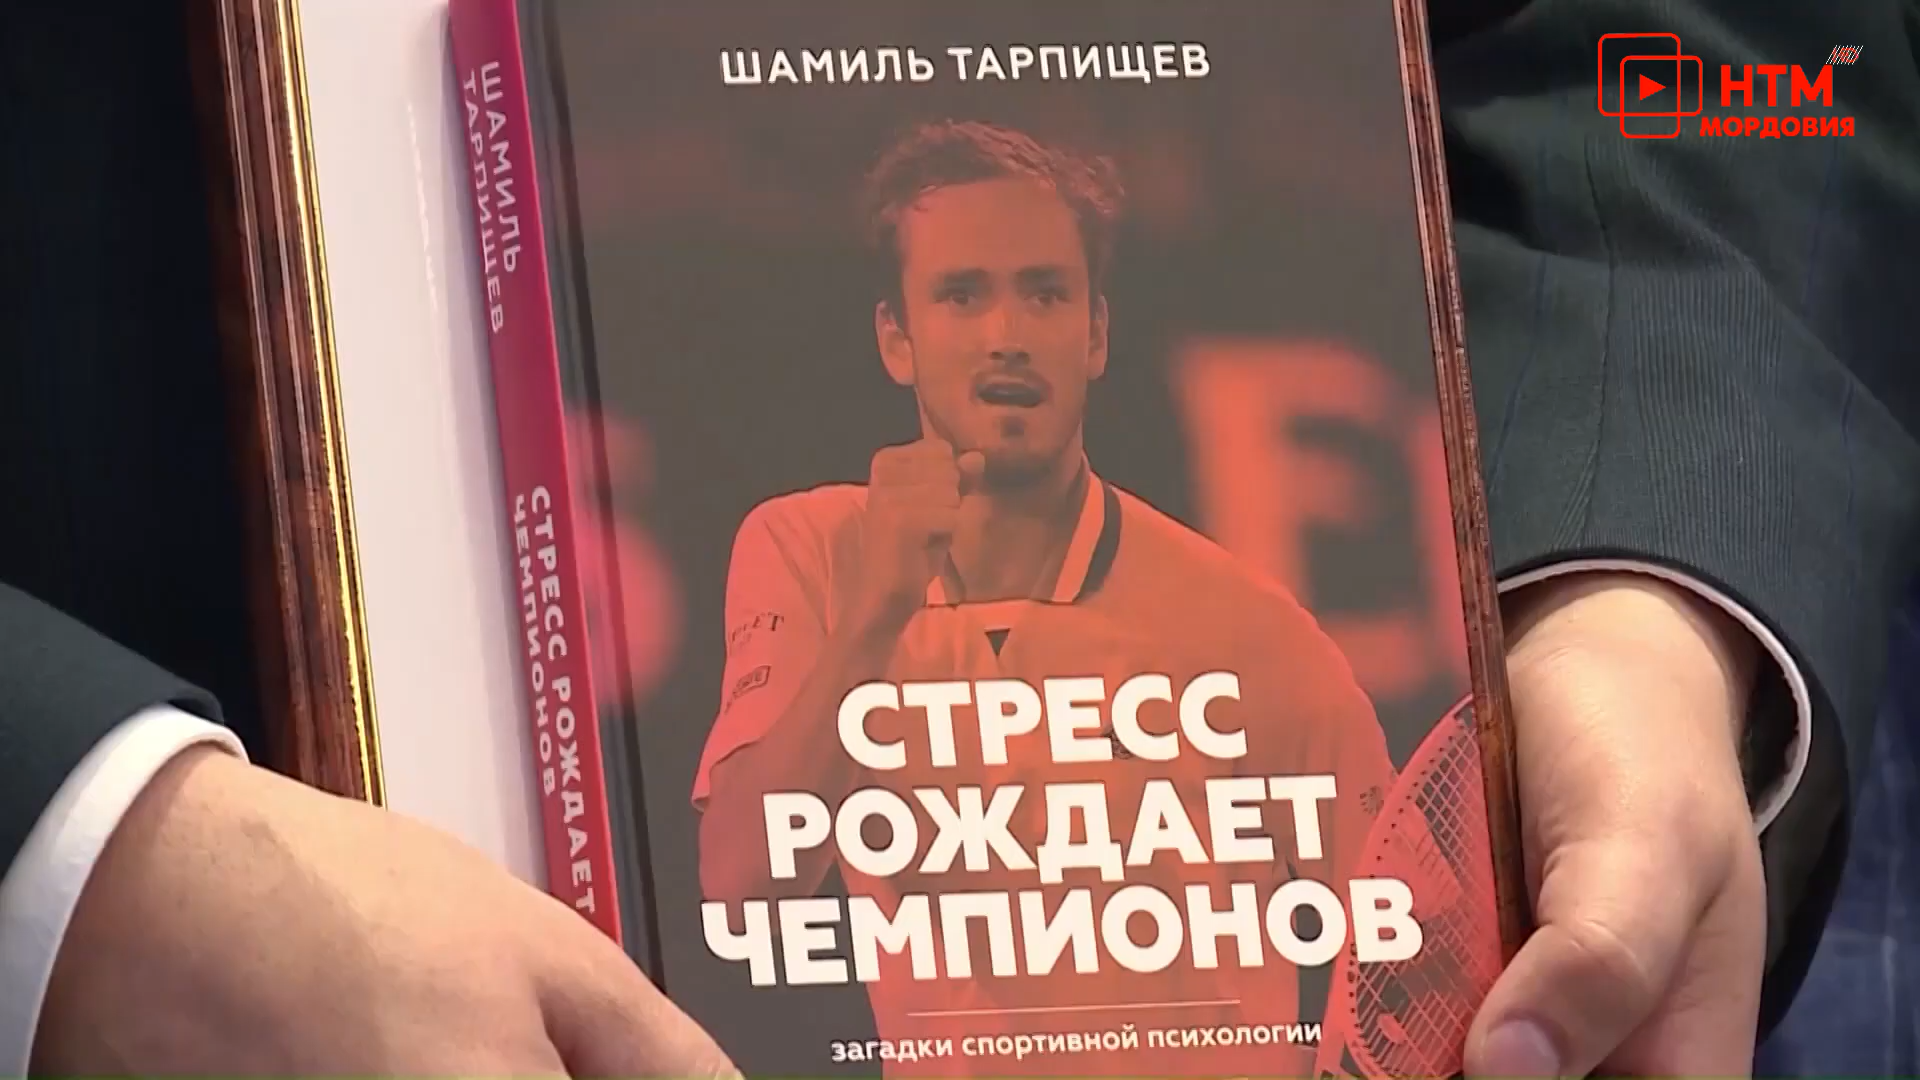 ШАМИЛЬ ТАРПИЩЕВ
НТМ
МОРДОВИЯ
ШАМИЛЬ
ТАРПИЩЕВ
СТРЕСС РОЖДАЕТ
ЧЕМПИОНОВ
СТРЕСС
РОЖДАЕТ
ЧЕМПИОНОВ
загадки спортивной психологии